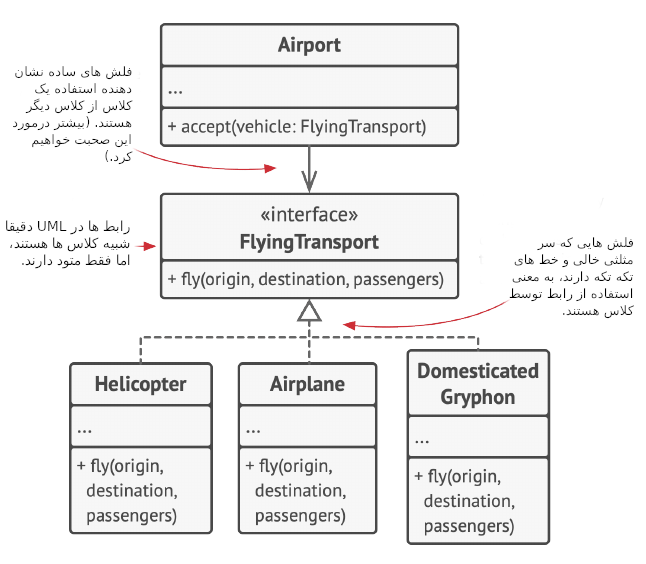 Airport
...
+ accept(vehicle: FlyingTransport)
فلش های ساده نشان
دهنده استفاده یک
کلاس از کلاس دیگر
هستند. (بیشتر درمورد
این صحبت خواهیم
کرد.)
«interface»
FlyingTransport
+ fly(origin, destination, passengers)
رابط ها در UML دقیقا
شبیه کلاس ها هستند،
اما فقط متود دارند.
فلش هایی که سر
مثلثی خالی و خط های
تکه تکه دارند، به معنی
استفاده از رابط توسط
کلاس هستند.
Helicopter
...
+ fly(origin,
destination,
passengers)
Airplane
...
+ fly(origin,
destination,
passengers)
Domesticated
Gryphon
...
+ fly(origin,
destination,
passengers)